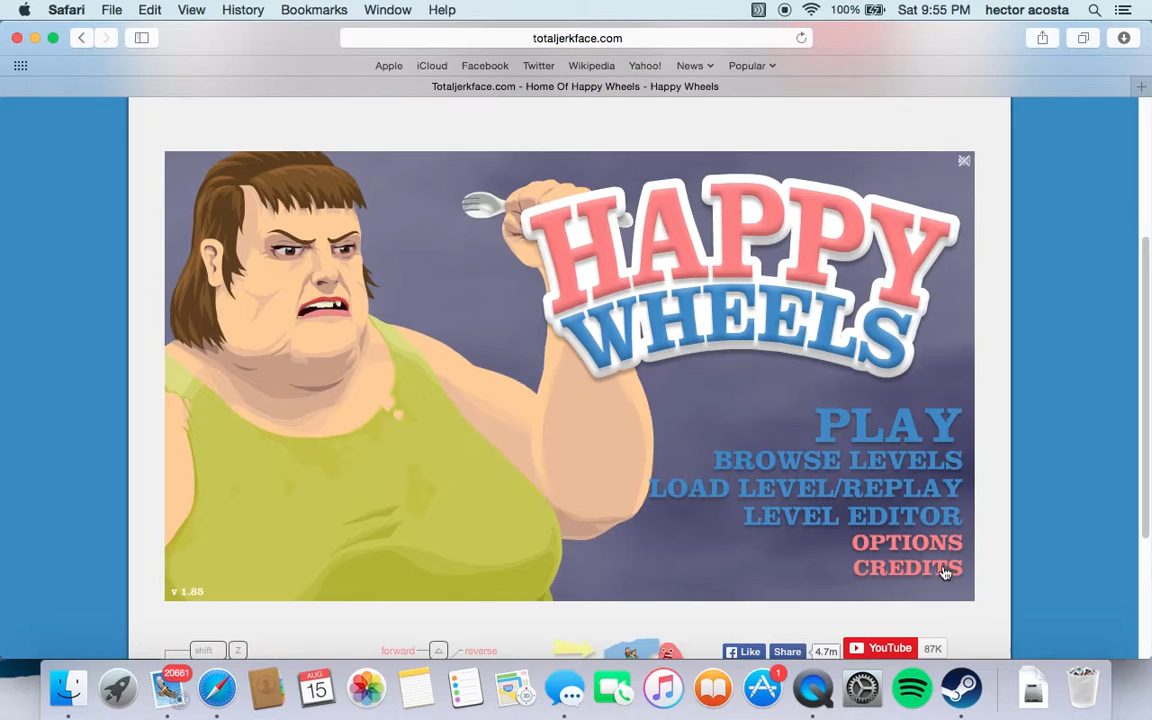 Safari File Edit View History Bookmarks Window Help 100% Sat 9:55 PM hector acosta
totaljerkface.com
Apple iCloud Facebook Twitter Wikipedia Yahoo! News Popular
Totaljerkface.com - Home Of Happy Wheels - Happy Wheels
HAPPY
WHEELS
PLAY
BROWSE LEVELS
LOAD LEVEL/REPLAY
LEVEL EDITOR
OPTIONS
CREDITS
v 1.85
shift Z forward reverse Like Share 4.7m YouTube 87K
20661 AUG 1
15